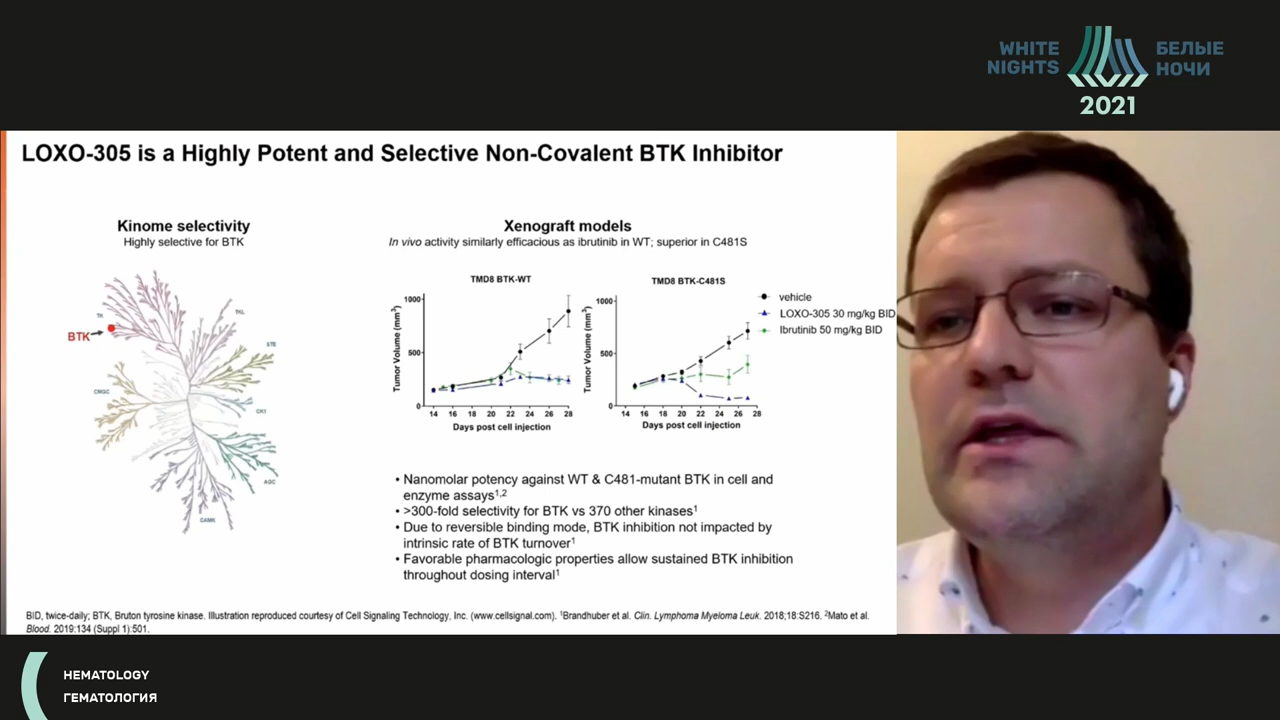 WHITE NIGHTS
БЕЛЫЕ НОЧИ
2021
LOXO-305 is a Highly Potent and Selective Non-Covalent BTK Inhibitor
Kinome selectivity
Highly selective for BTK
BTK
TK
TKL
STE
CK1
AGC
CAMK
CMGC
Xenograft models
In vivo activity similarly efficacious as ibrutinib in WT; superior in C481S
TMD8 BTK-WT
Tumor Volume (mm³)
1000
500
0
14 16 18 20 22 24 26 28
Days post cell injection
TMD8 BTK-C481S
Tumor Volume (mm³)
1000
500
0
14 16 18 20 22 24 26 28
Days post cell injection
vehicle
LOXO-305 30 mg/kg BID
Ibrutinib 50 mg/kg BID
• Nanomolar potency against WT & C481-mutant BTK in cell and
enzyme assays¹,²
• >300-fold selectivity for BTK vs 370 other kinases¹
• Due to reversible binding mode, BTK inhibition not impacted by
intrinsic rate of BTK turnover¹
• Favorable pharmacologic properties allow sustained BTK inhibition
throughout dosing interval¹
BID, twice-daily; BTK, Bruton tyrosine kinase. Illustration reproduced courtesy of Cell Signaling Technology, Inc. (www.cellsignal.com). ¹Brandhuber et al. Clin. Lymphoma Myeloma Leuk. 2018;18:S216. ²Mato et al.
Blood. 2019:134 (Suppl 1):501.
HEMATOLOGY
ГЕМАТОЛОГИЯ